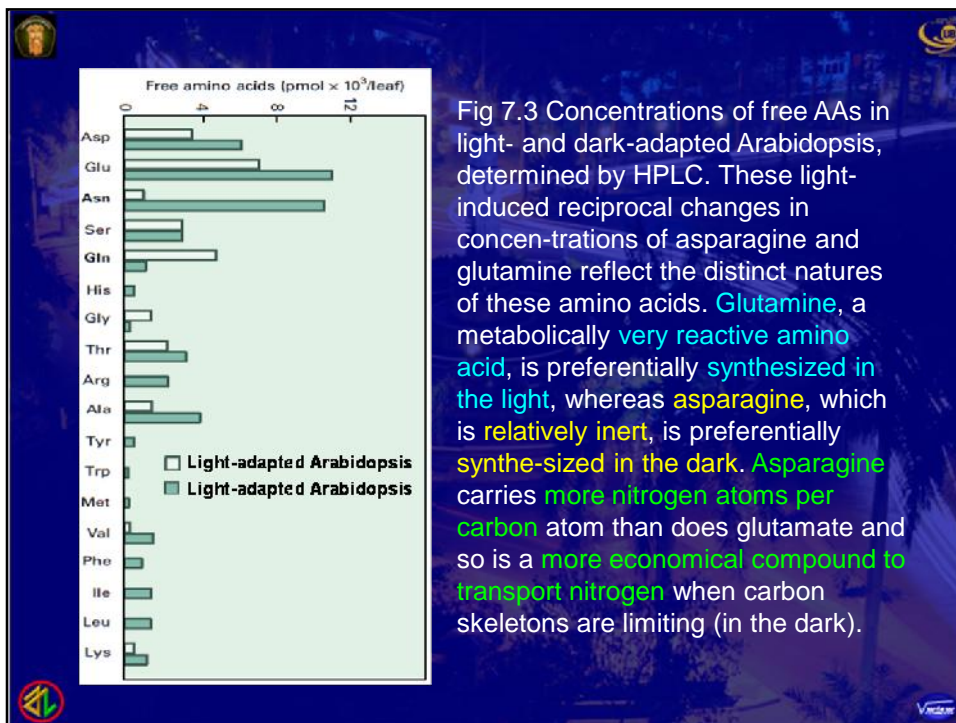 Free amino acids (pmol × 10³/leaf)
0 4 8 12
Asp
Glu
Asn
Ser
Gln
His
Gly
Thr
Arg
Ala
Tyr
Trp
Met
Val
Phe
Ile
Leu
Lys
Light-adapted Arabidopsis
Light-adapted Arabidopsis
Fig 7.3 Concentrations of free AAs in
light- and dark-adapted Arabidopsis,
determined by HPLC. These light-
induced reciprocal changes in
concen-trations of asparagine and
glutamine reflect the distinct natures
of these amino acids. Glutamine, a
metabolically very reactive amino
acid, is preferentially synthesized in
the light, whereas asparagine, which
is relatively inert, is preferentially
synthe-sized in the dark. Asparagine
carries more nitrogen atoms per
carbon atom than does glutamate and
so is a more economical compound to
transport nitrogen when carbon
skeletons are limiting (in the dark).